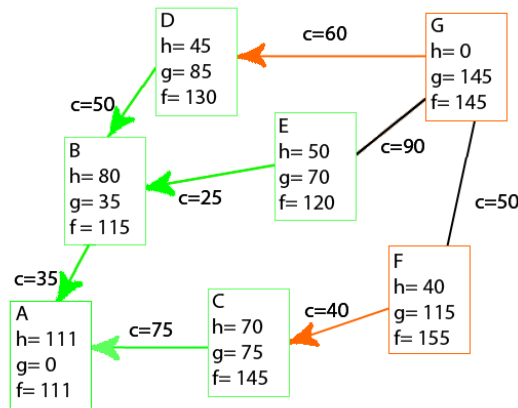 D
h= 45
g= 85
f= 130
c=60
G
h= 0
g= 145
f= 145
c=50
E
h= 50
g= 70
f= 120
c=90
B
h= 80
g= 35
f= 115
c=25
c=50
c=35
A
h= 111
g= 0
f= 111
c=75
C
h= 70
g= 75
f= 145
c=40
F
h= 40
g= 115
f= 155